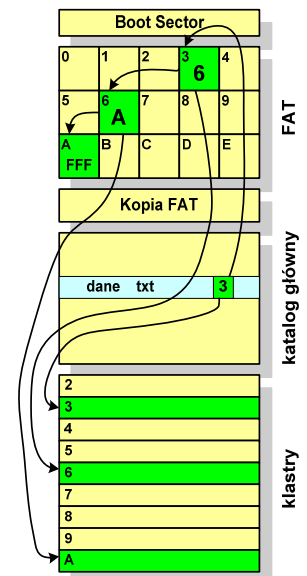 Boot Sector
0 1 2 3 4
6
5 6 7 8 9
A
A B C D E
FFF
FAT
Kopia FAT
dane txt 3
katalog główny
2
3
4
5
6
7
8
9
A
klastry